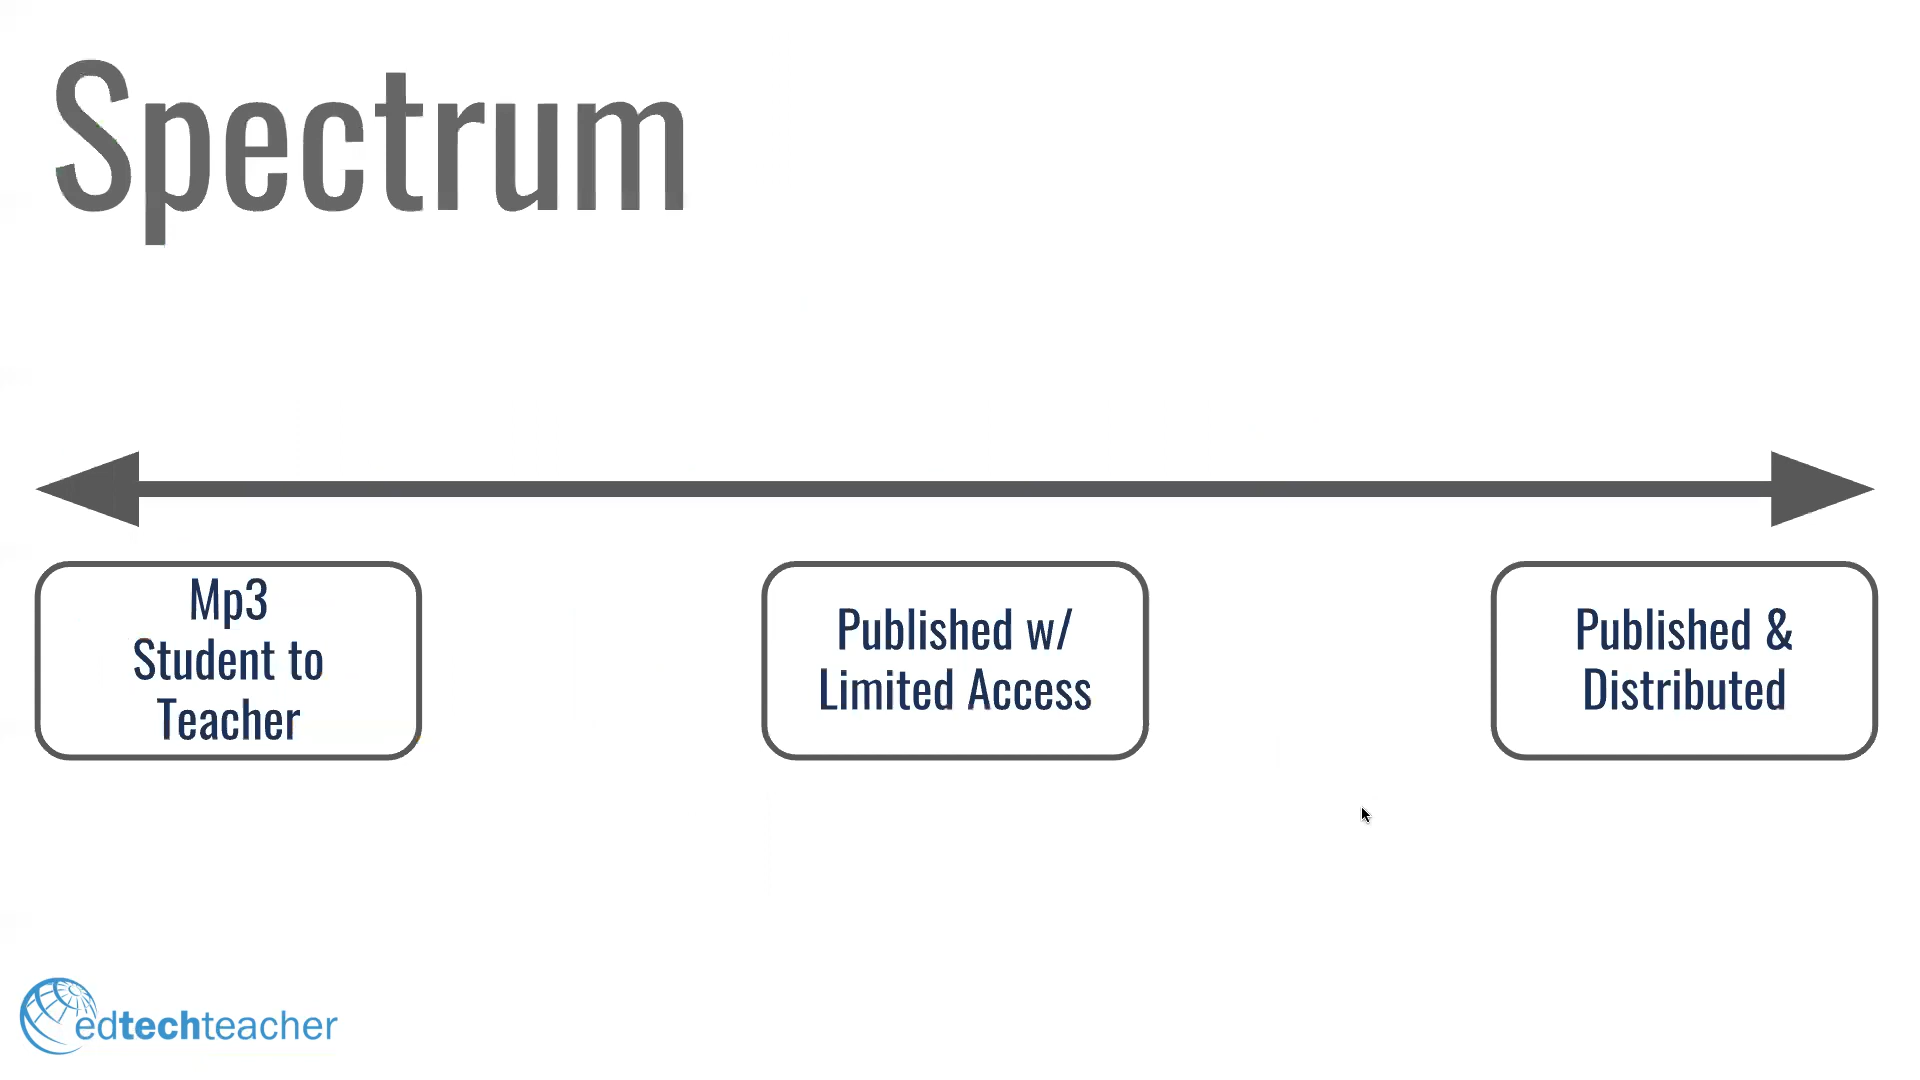 Spectrum
Mp3
Student to
Teacher
Published w/
Limited Access
Published &
Distributed
edtechteacher